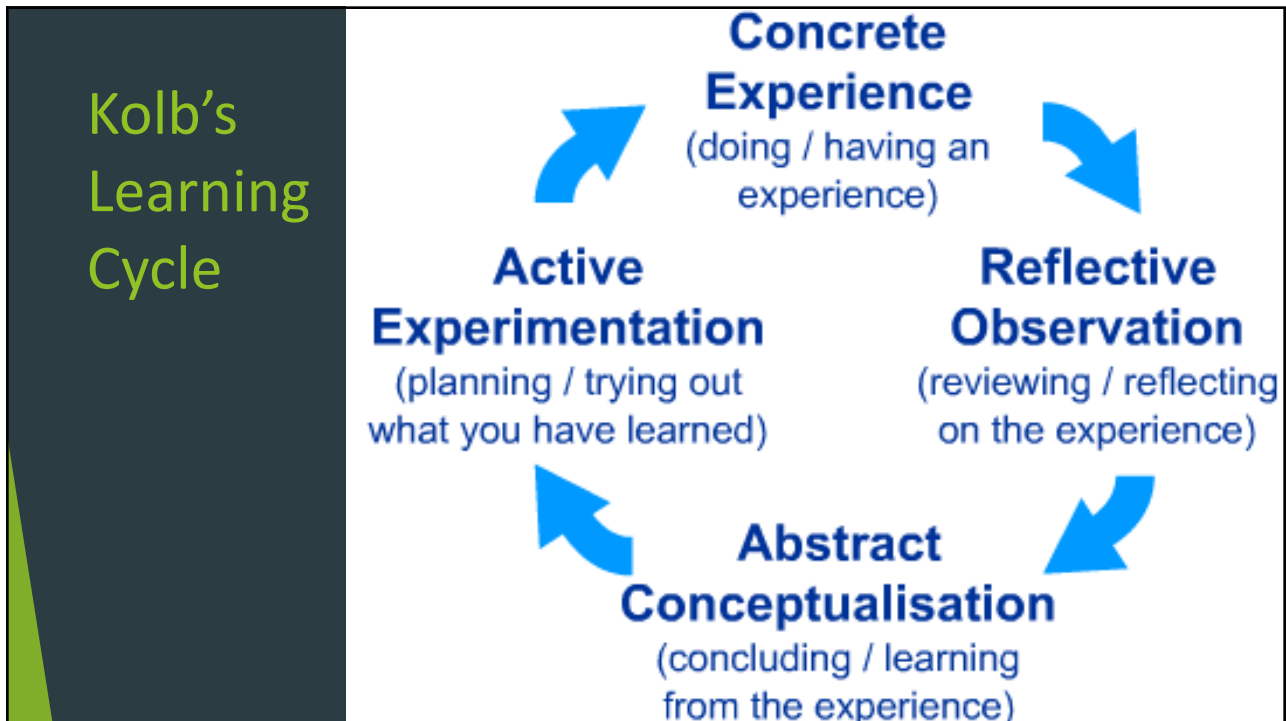 Kolb’s
Learning
Cycle
Concrete
Experience
(doing / having an
experience)
Reflective
Observation
(reviewing / reflecting
on the experience)
Abstract
Conceptualisation
(concluding / learning
from the experience)
Active
Experimentation
(planning / trying out
what you have learned)